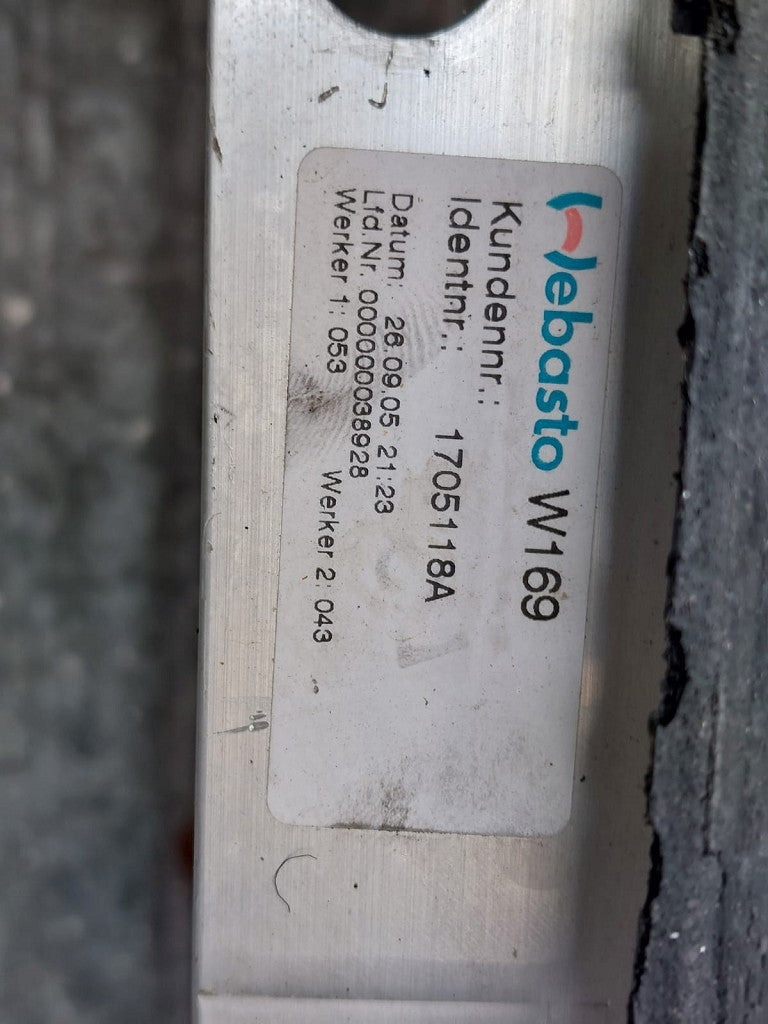 Webasto W169
Kundennr.:
Identnr.: 1705118A
Datum: 26.09.05 21:23
Lfd.Nr. 000000038928
Werker 1: 053 Werker 2: 043